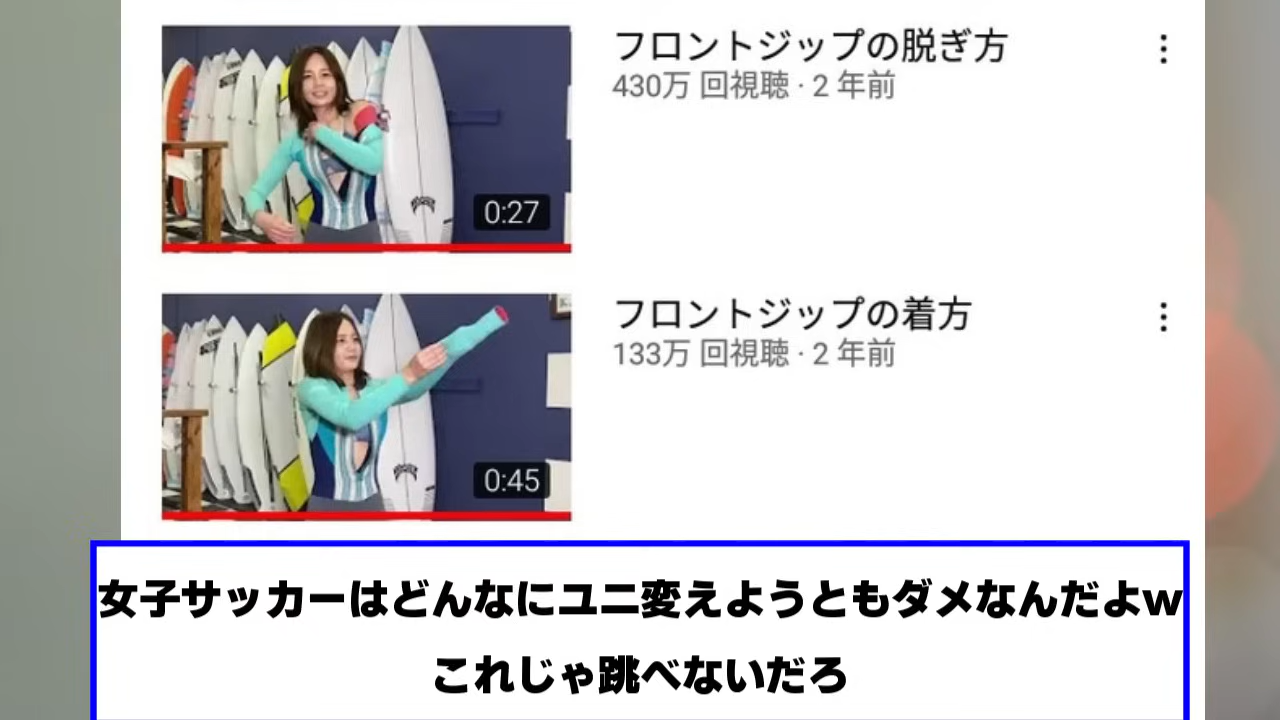 フロントジップの脱ぎ方
430万 回視聴 · 2 年前
0:27
フロントジップの着方
133万 回視聴 · 2 年前
0:45
女子サッカーはどんなにユニ変えようともダメなんだよw
これじゃ跳べないだろ